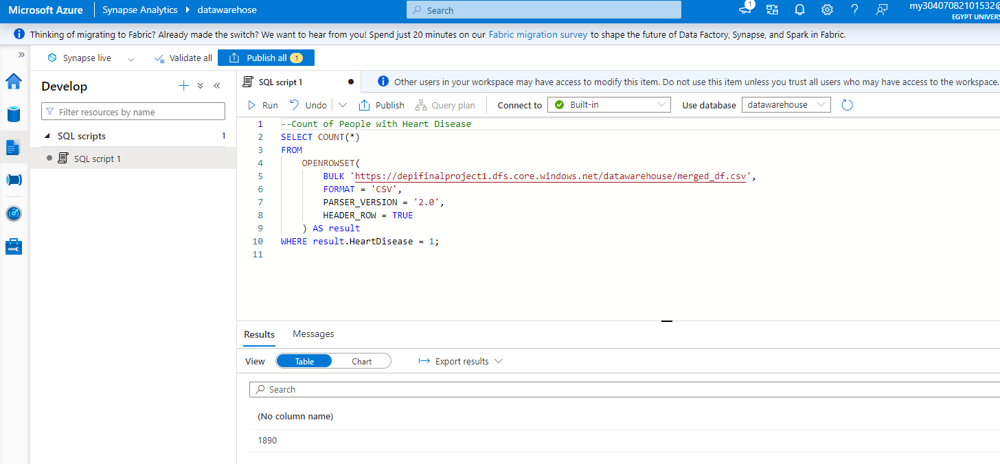 Microsoft Azure
Synapse Analytics
datawarehose
Search
1
my30407082101532@
EGYPT UNIVERS
Thinking of migrating to Fabric? Already made the switch? We want to hear from you! Spend just 20 minutes on our Fabric migration survey to shape the future of Data Factory, Synapse, and Spark in Fabric.
Synapse live
Validate all
Publish all 1
Develop
Filter resources by name
SQL scripts 1
SQL script 1
SQL script 1
Other users in your workspace may have access to modify this item. Do not use this item unless you trust all users who may have access to the workspace.
Run
Undo
Publish
Query plan
Connect to
Built-in
Use database
datawarehouse
1 --Count of People with Heart Disease
2 SELECT COUNT(*)
3 FROM
4 OPENROWSET(
5 BULK 'https://depifinalproject1.dfs.core.windows.net/datawarehouse/merged_df.csv',
6 FORMAT = 'CSV',
7 PARSER_VERSION = '2.0',
8 HEADER_ROW = TRUE
9 ) AS result
10 WHERE result.HeartDisease = 1;
11
Results
Messages
View
Table
Chart
Export results
Search
(No column name)
1890